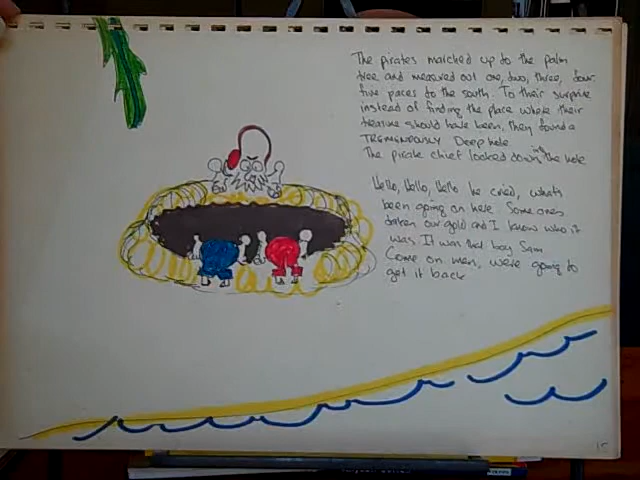 The pirates marched up to the palm
tree and measured out one, two, three, four
five paces to the south. To their surprise
instead of finding the place where their
treasure should have been, they found a
TREMENDOUSLY Deep hole.
The pirate chief looked down into the hole
Hello, Hello, Hello he cried, whats
been going on here. Some ones
taken our gold and I know who it
was. It was that boy Sam
Come on men, we're going to
get it back
15